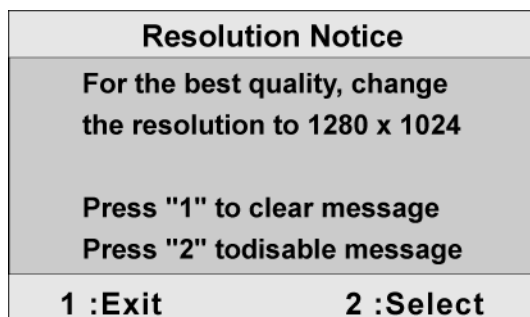 Resolution Notice
For the best quality, change
the resolution to 1280 x 1024
Press "1" to clear message
Press "2" todisable message
1 :Exit 2 :Select